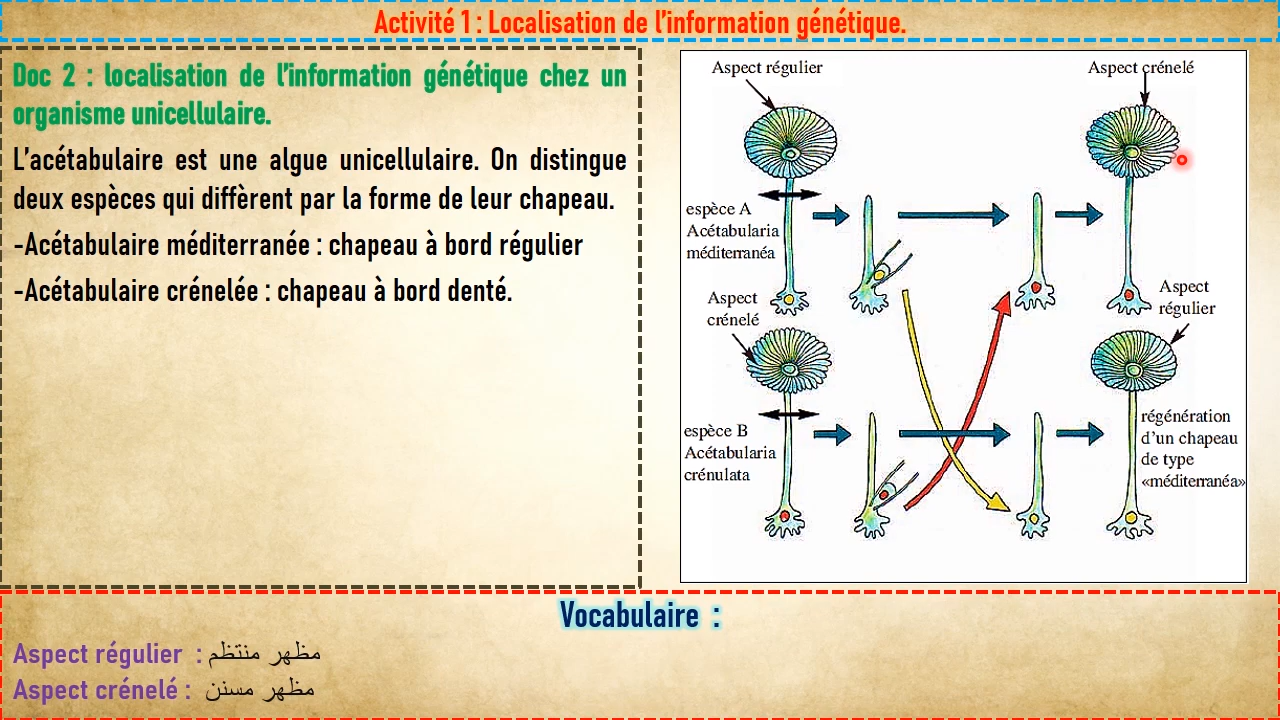 Activité 1 : Localisation de l'information génétique.
Doc 2 : localisation de l'information génétique chez un
organisme unicellulaire.
L'acétabulaire est une algue unicellulaire. On distingue
deux espèces qui diffèrent par la forme de leur chapeau.
-Acétabulaire méditerranée : chapeau à bord régulier
-Acétabulaire crénelée : chapeau à bord denté.
Aspect régulier
Aspect crénelé
espèce A
Acétabularia
méditerranéa
Aspect
crénelé
Aspect
régulier
espèce B
Acétabularia
crénulata
régénération
d'un chapeau
de type
«méditerranéa»
Vocabulaire :
Aspect régulier : مظهر منتظم
Aspect crénelé : مظهر مسنن